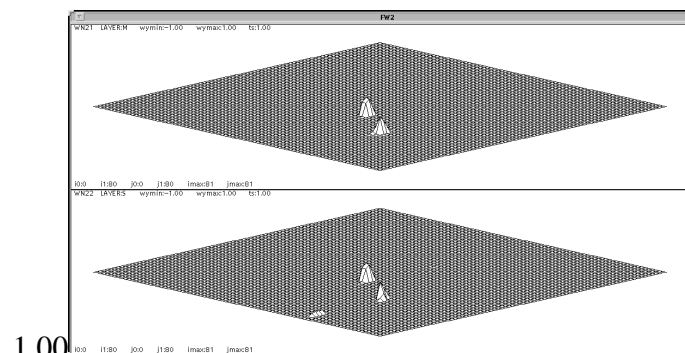 FW2
WN21 LAYER:M wymin:-1.00 wymax:1.00 ts:1.00
i0:0 i1:80 j0:0 j1:80 imax:81 jmax:81
WN22 LAYER:S wymin:-1.00 wymax:1.00 ts:1.00
i0:0 i1:80 j0:0 j1:80 imax:81 jmax:81
1.00